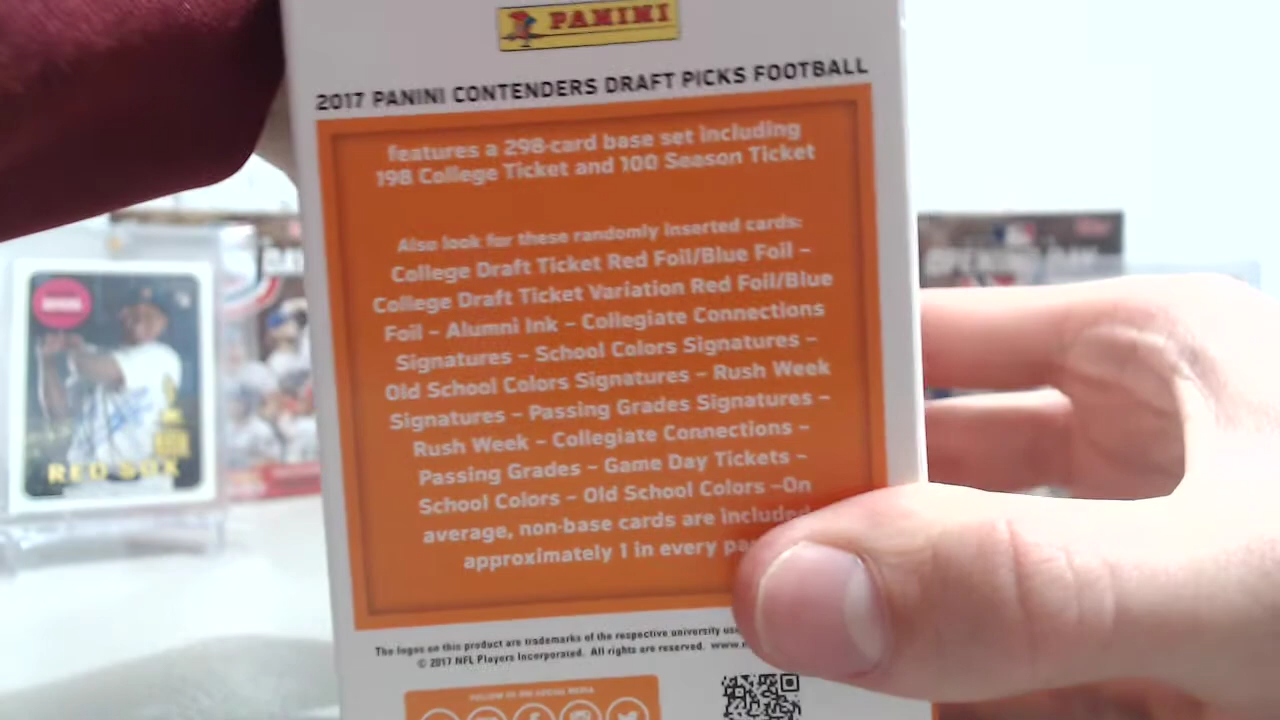 PANINI
2017 PANINI CONTENDERS DRAFT PICKS FOOTBALL
features a 298-card base set including
198 College Ticket and 100 Season Ticket
Also look for these randomly inserted cards:
College Draft Ticket Red Foil/Blue Foil –
College Draft Ticket Variation Red Foil/Blue
Foil – Alumni Ink – Collegiate Connections
Signatures – School Colors Signatures –
Old School Colors Signatures – Rush Week
Signatures – Passing Grades Signatures –
Rush Week – Collegiate Connections –
Passing Grades – Game Day Tickets –
School Colors – Old School Colors –On
average, non-base cards are included
approximately 1 in every
The logos on this product are trademarks of the respective university
© 2017 NFL Players Incorporated. All rights are reserved.
FOLLOW US ON SOCIAL MEDIA
RED SOX